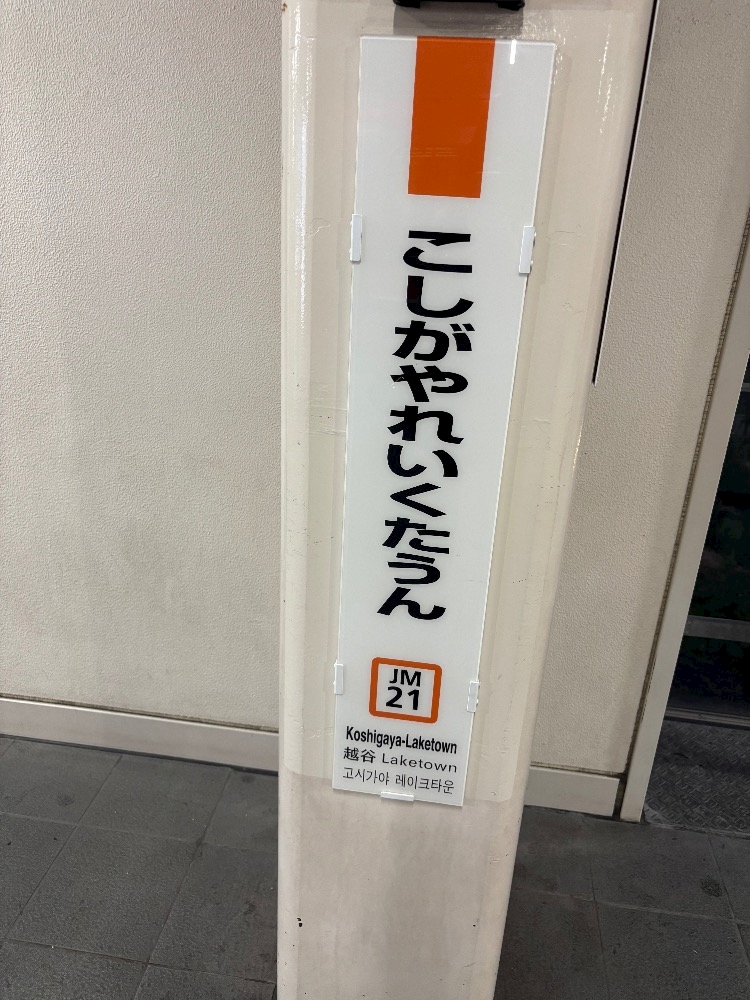 こしがやれいくたうん
JM
21
Koshigaya-Laketown
越谷 Laketown
고시가야 레이크타운